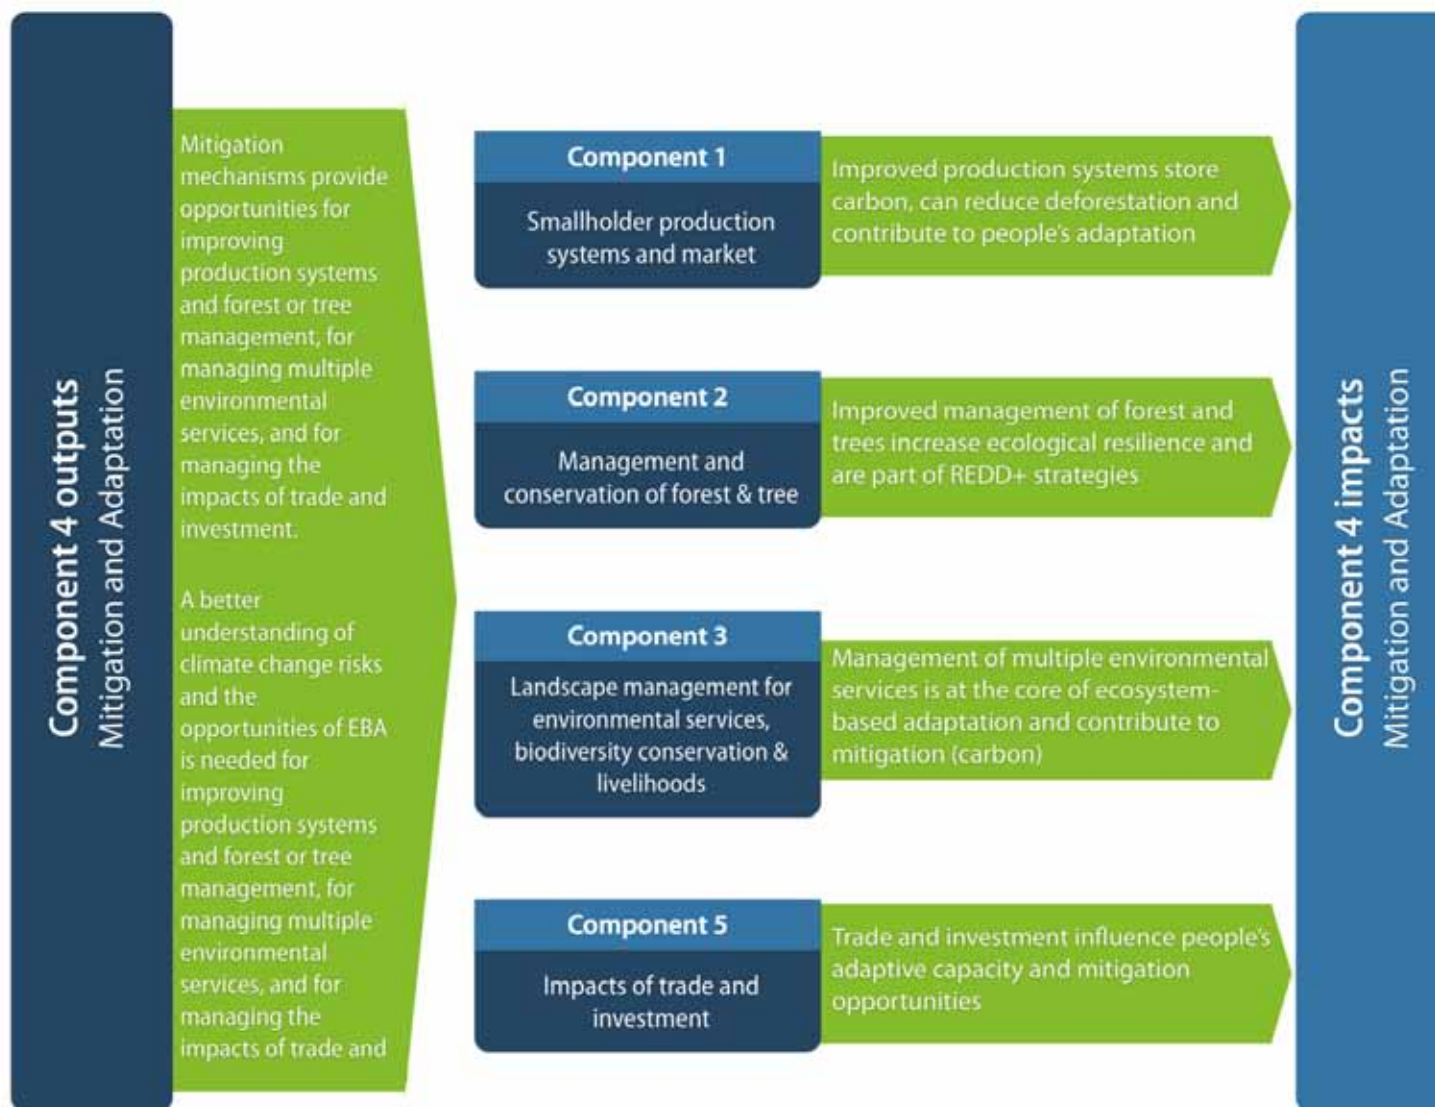 Component 4 outputs
Mitigation and Adaptation
Mitigation
mechanisms provide
opportunities for
improving
production systems
and forest or tree
management, for
managing multiple
environmental
services, and for
managing the
impacts of trade and
investment.
A better
understanding of
climate change risks
and the
opportunities of EBA
is needed for
improving
production systems
and forest or tree
management, for
managing multiple
environmental
services, and for
managing the
impacts of trade and
Component 1
Smallholder production
systems and market
Improved production systems store
carbon, can reduce deforestation and
contribute to people's adaptation
Component 2
Management and
conservation of forest & tree
Improved management of forest and
trees increase ecological resilience and
are part of REDD+ strategies
Component 3
Landscape management for
environmental services,
biodiversity conservation &
livelihoods
Management of multiple environmental
services is at the core of ecosystem-
based adaptation and contribute to
mitigation (carbon)
Component 5
Impacts of trade and
investment
Trade and investment influence people's
adaptive capacity and mitigation
opportunities
Component 4 impacts
Mitigation and Adaptation